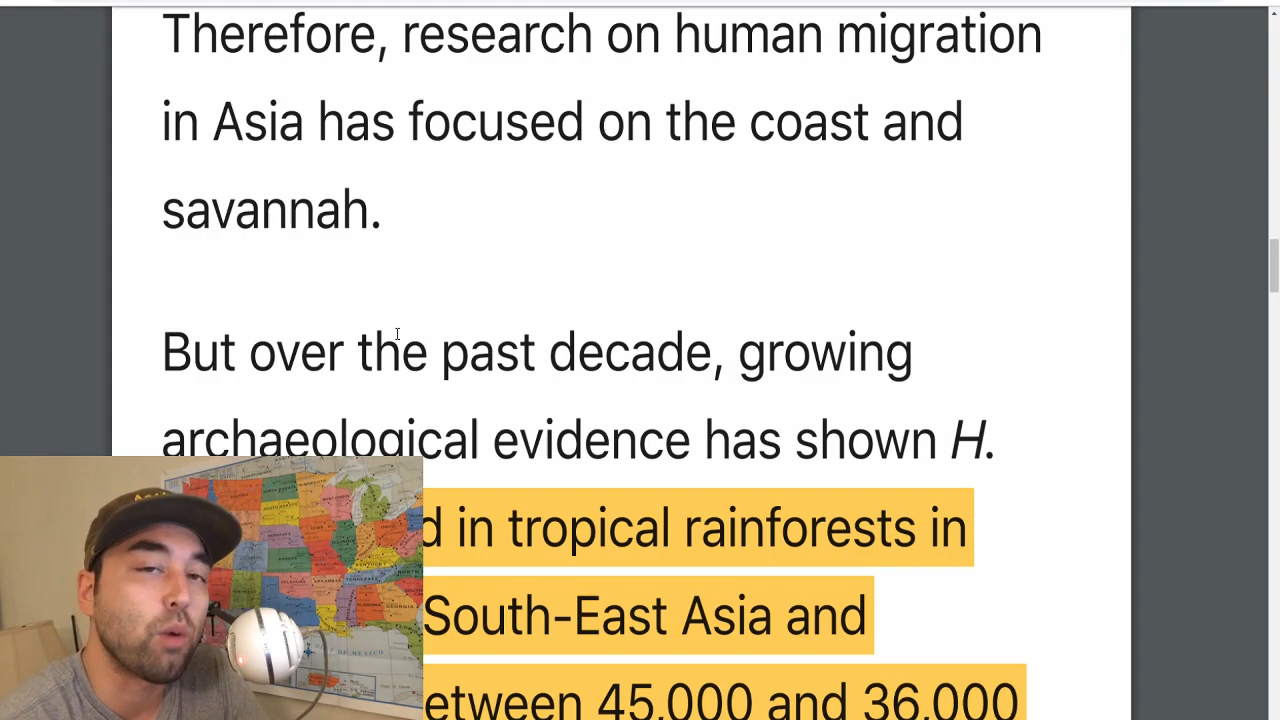 Therefore, research on human migration
in Asia has focused on the coast and
savannah.
But over the past decade, growing
archaeological evidence has shown H.
d in tropical rainforests in
South-East Asia and
etween 45,000 and 36,000